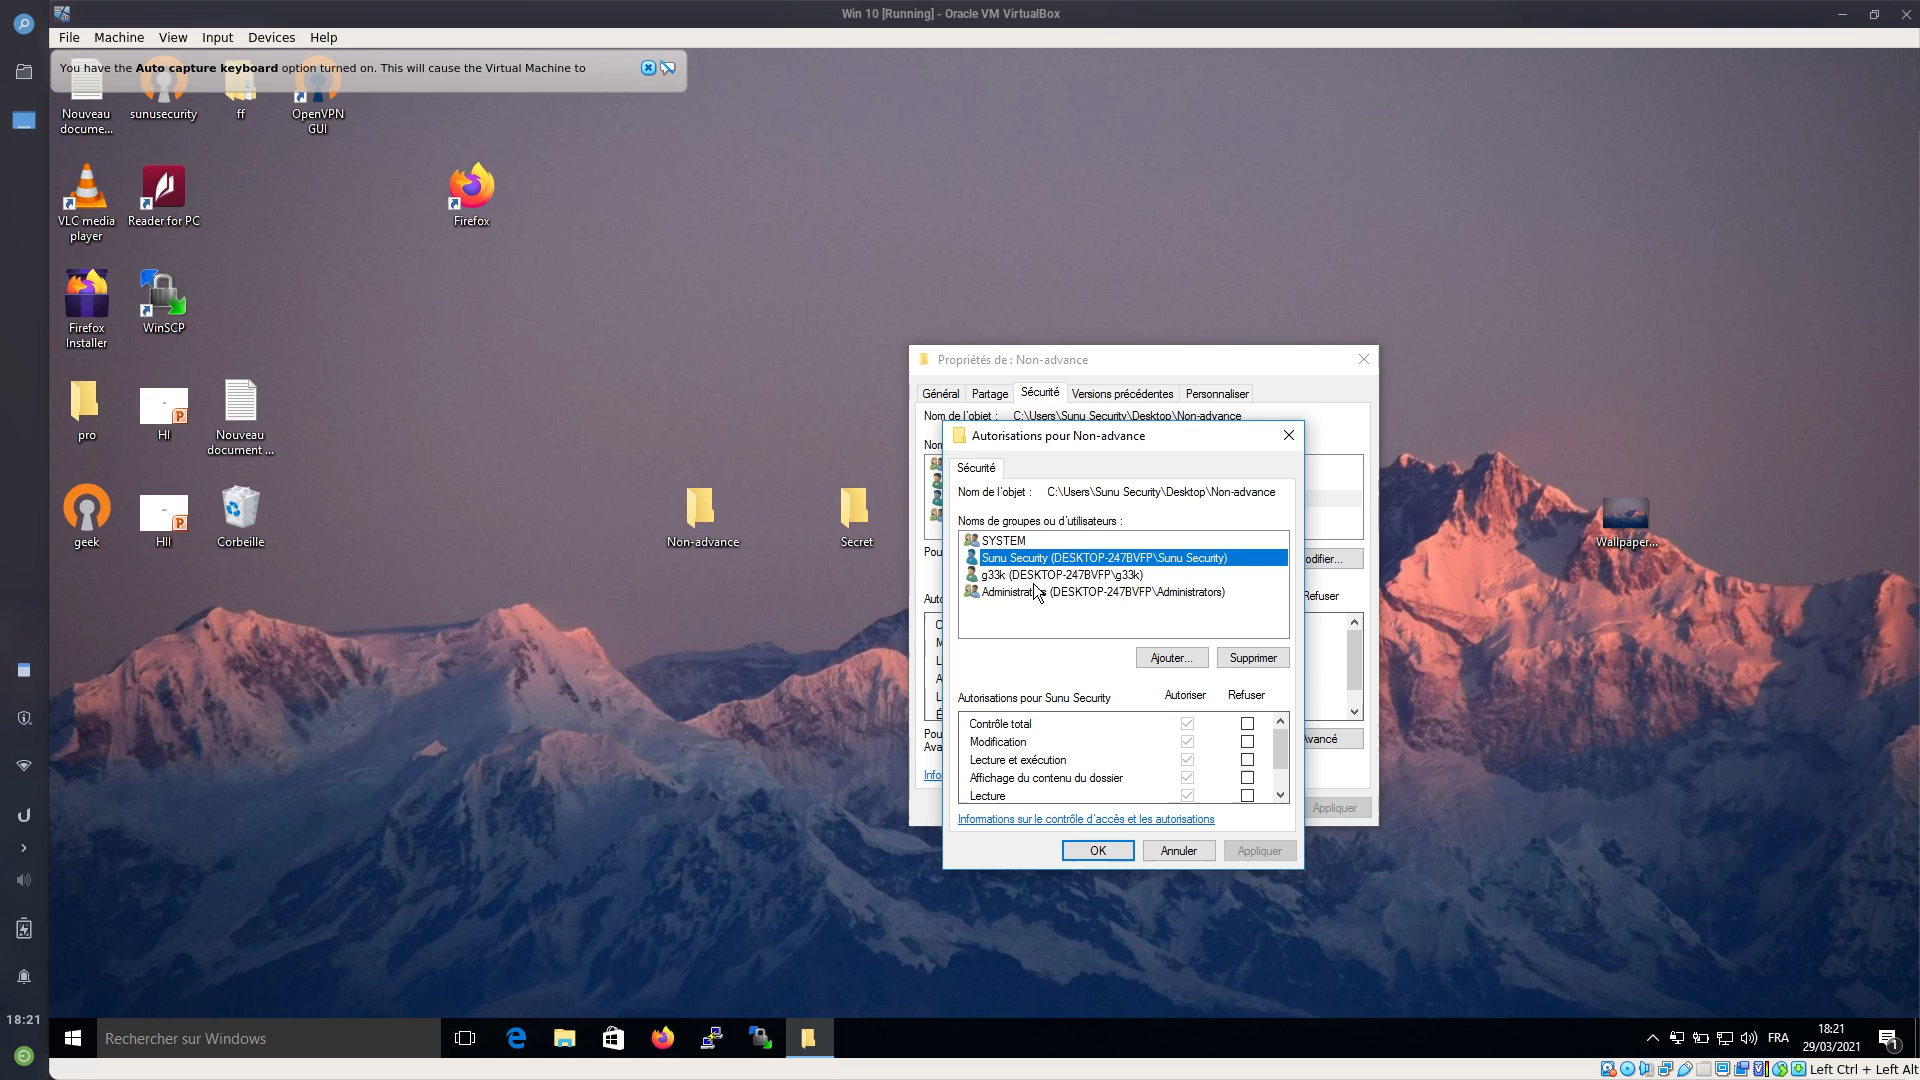 Win 10 [Running] - Oracle VM VirtualBox
File Machine View Input Devices Help
You have the Auto capture keyboard option turned on. This will cause the Virtual Machine to
Nouveau docume...
sunusecurity
ff
OpenVPN GUI
VLC media player
Reader for PC
Firefox
Firefox Installer
WinSCP
pro
HI
Nouveau document ...
geek
HII
Corbeille
Non-advance
Secret
Wallpaper...
Propriétés de : Non-advance
Général Partage Sécurité Versions précédentes Personnaliser
Nom de l'objet : C:\Users\Sunu Security\Desktop\Non-advance
Autorisations pour Non-advance
Sécurité
Nom de l'objet : C:\Users\Sunu Security\Desktop\Non-advance
Noms de groupes ou d'utilisateurs :
SYSTEM
Sunu Security (DESKTOP-247BVFP\Sunu Security)
g33k (DESKTOP-247BVFP\g33k)
(DESKTOP-247BVFP\Administrators)
Ajouter... Supprimer
Autorisations pour Sunu Security Autoriser Refuser
Contrôle total
Modification
Lecture et exécution
Affichage du contenu du dossier
Lecture
Informations sur le contrôle d'accès et les autorisations
OK Annuler Appliquer
Refuser
Appliquer
18:21
Rechercher sur Windows
FRA
18:21
29/03/2021
1
Left Ctrl + Left Alt